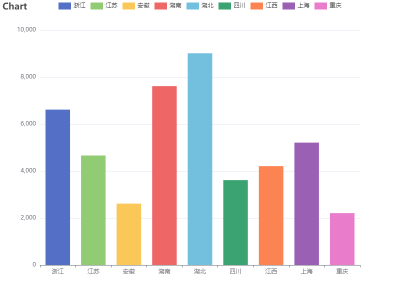 Chart
浙江 江苏 安徽 湖南 湖北 四川 江西 上海 重庆
10,000
8,000
6,000
4,000
2,000
0
浙江 江苏 安徽 湖南 湖北 四川 江西 上海 重庆